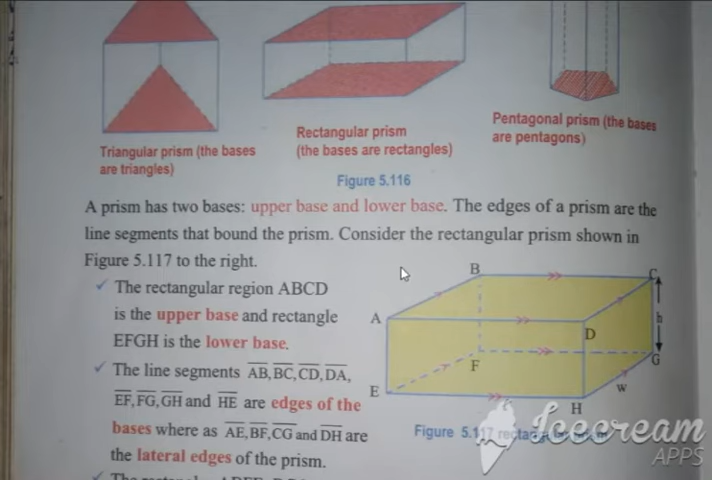 Triangular prism (the bases
are triangles)
Rectangular prism
(the bases are rectangles)
Pentagonal prism (the bases
are pentagons)
Figure 5.116
A prism has two bases: upper base and lower base. The edges of a prism are the
line segments that bound the prism. Consider the rectangular prism shown in
Figure 5.117 to the right.
✓ The rectangular region ABCD
is the upper base and rectangle
EFGH is the lower base.
✓ The line segments AB, BC, CD, DA,
EF, FG, GH and HE are edges of the
bases where as AE, BF, CG and DH are
the lateral edges of the prism.
B
C
A
D
h
F
G
E
w
H
Figure 5.117
Icecream
APPS